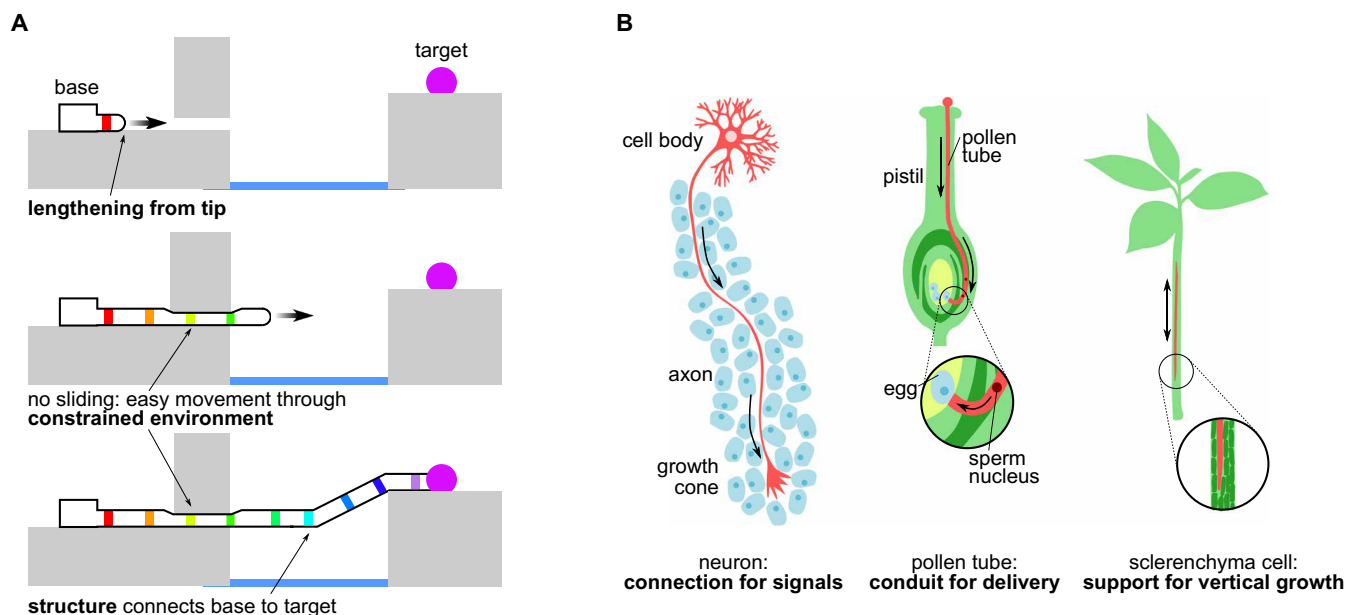 A
target
base
lengthening from tip
no sliding: easy movement through
constrained environment
structure connects base to target
B
cell body
axon
growth
cone
neuron:
connection for signals
pollen
tube
pistil
egg
sperm
nucleus
pollen tube:
conduit for delivery
sclerenchyma cell:
support for vertical growth